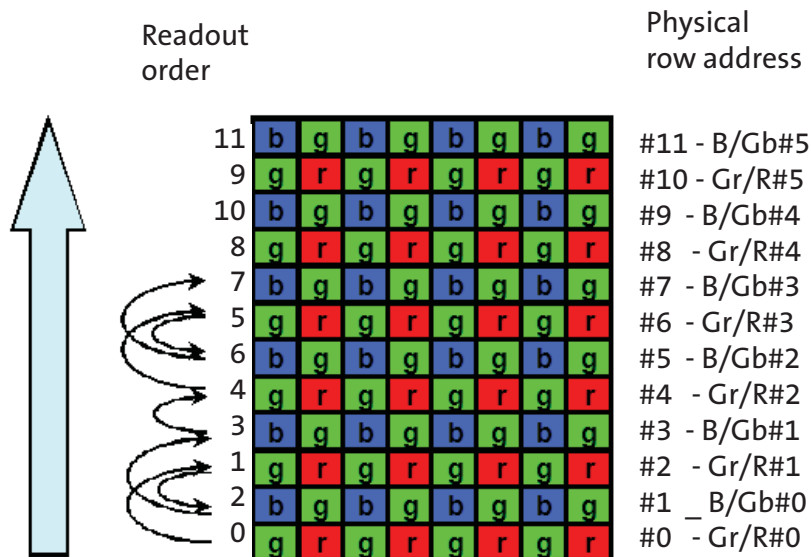 Readout
order
Physical
row address
11 b g b g b g b g #11 - B/Gb#5
9 g r g r g r g r #10 - Gr/R#5
10 b g b g b g b g #9 - B/Gb#4
8 g r g r g r g r #8 - Gr/R#4
7 b g b g b g b g #7 - B/Gb#3
5 g r g r g r g r #6 - Gr/R#3
6 b g b g b g b g #5 - B/Gb#2
4 g r g r g r g r #4 - Gr/R#2
3 b g b g b g b g #3 - B/Gb#1
1 g r g r g r g r #2 - Gr/R#1
2 b g b g b g b g #1 _ B/Gb#0
0 g r g r g r g r #0 - Gr/R#0